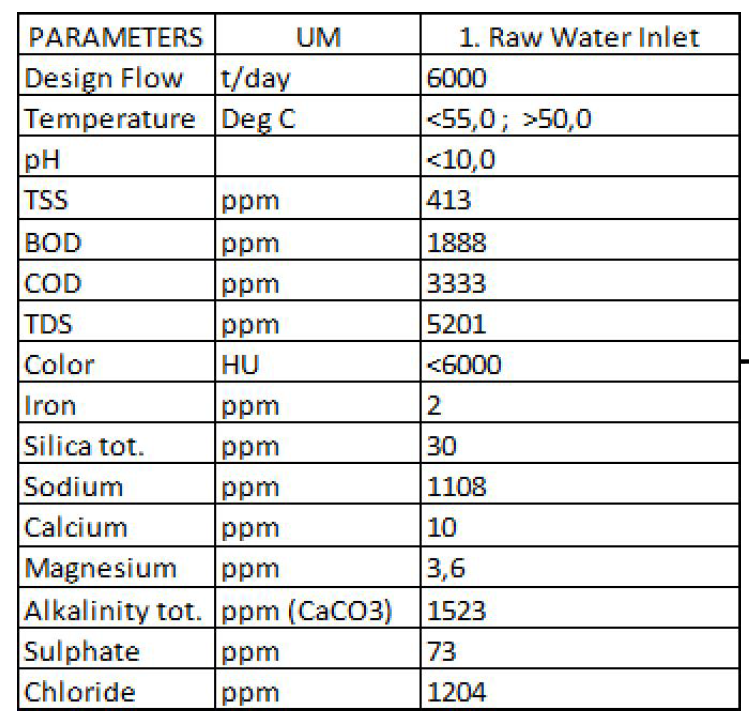 PARAMETERS UM 1. Raw Water Inlet
Design Flow t/day 6000
Temperature Deg C <55,0 ; >50,0
pH <10,0
TSS ppm 413
BOD ppm 1888
COD ppm 3333
TDS ppm 5201
Color HU <6000
Iron ppm 2
Silica tot. ppm 30
Sodium ppm 1108
Calcium ppm 10
Magnesium ppm 3,6
Alkalinity tot. ppm (CaCO3) 1523
Sulphate ppm 73
Chloride ppm 1204